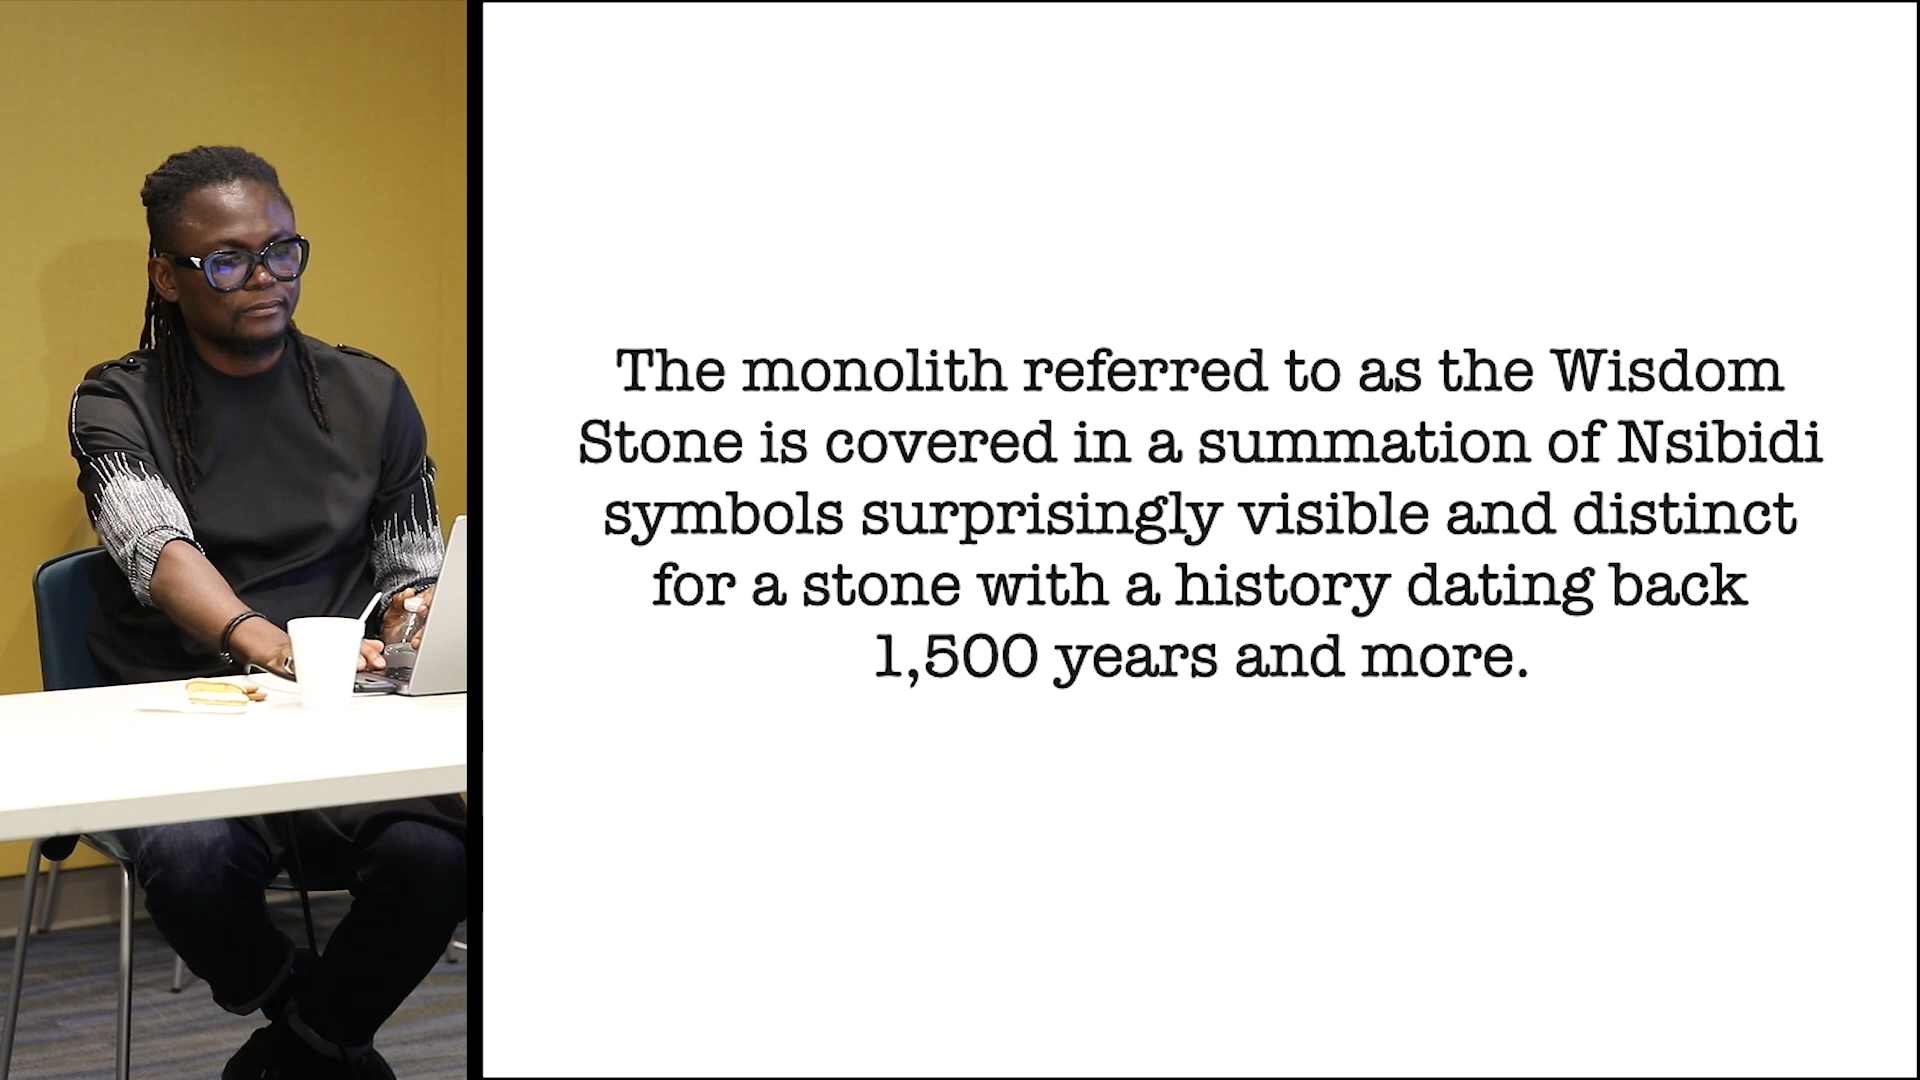 The monolith referred to as the Wisdom
Stone is covered in a summation of Nsibidi
symbols surprisingly visible and distinct
for a stone with a history dating back
1,500 years and more.